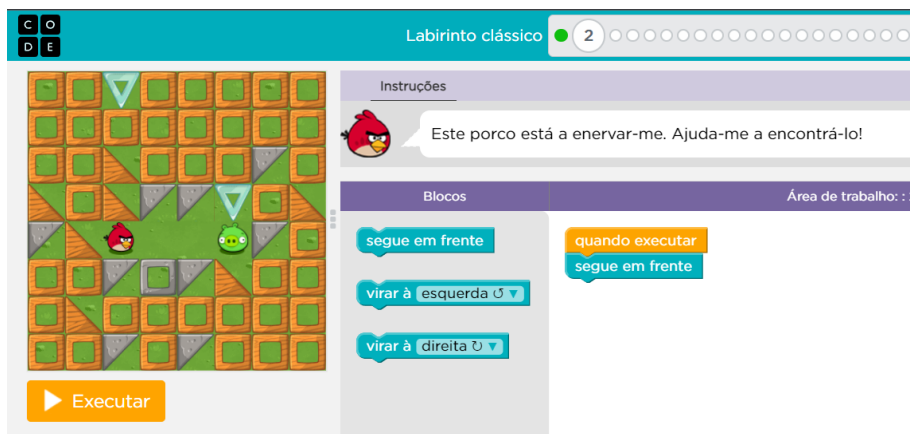 C O
D E
Labirinto clássico
2
Instruções
Este porco está a enervar-me. Ajuda-me a encontrá-lo!
Blocos
Área de trabalho: :
segue em frente
virar à esquerda ↺ ▼
virar à direita ↻ ▼
quando executar
segue em frente
Executar